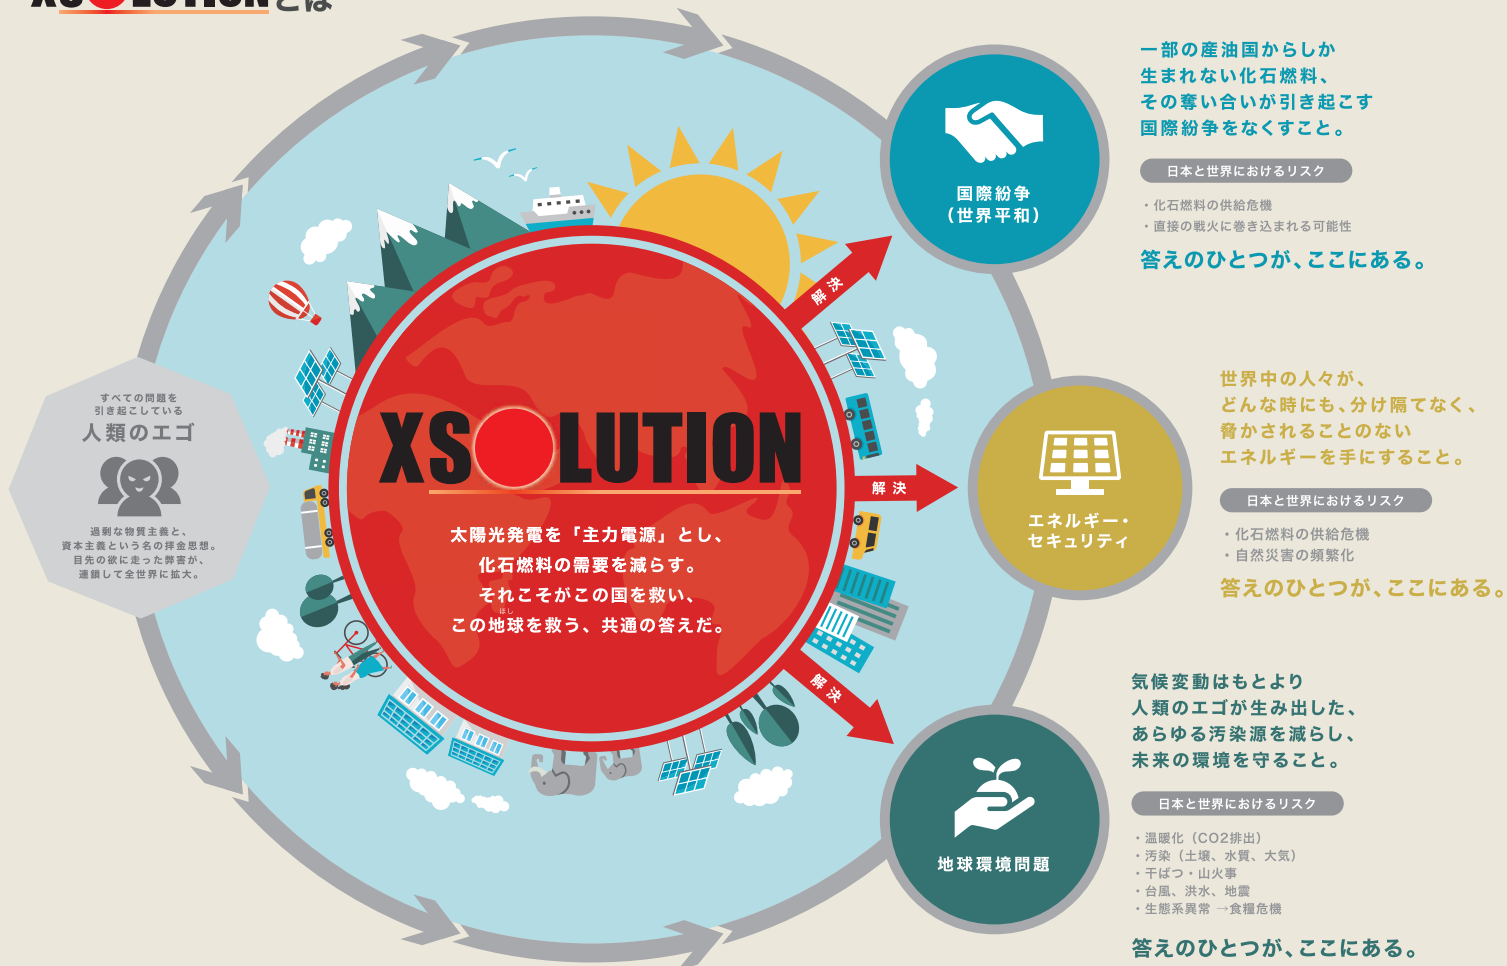 XSOLUTIONとは
すべての問題を
引き起こしている
人類のエゴ
過剰な物質主義と、
資本主義という名の拝金思想。
目先の欲に走った弊害が、
連鎖して全世界に拡大。
XSOLUTION
太陽光発電を「主力電源」とし、
化石燃料の需要を減らす。
それこそがこの国を救い、
ほし
この地球を救う、共通の答えだ。
解決
国際紛争
（世界平和）
一部の産油国からしか
生まれない化石燃料、
その奪い合いが引き起こす
国際紛争をなくすこと。
日本と世界におけるリスク
・化石燃料の供給危機
・直接の戦火に巻き込まれる可能性
答えのひとつが、ここにある。
解決
エネルギー・
セキュリティ
世界中の人々が、
どんな時にも、分け隔てなく、
脅かされることのない
エネルギーを手にすること。
日本と世界におけるリスク
・化石燃料の供給危機
・自然災害の頻繁化
答えのひとつが、ここにある。
解決
地球環境問題
気候変動はもとより
人類のエゴが生み出した、
あらゆる汚染源を減らし、
未来の環境を守ること。
日本と世界におけるリスク
・温暖化（CO2排出）
・汚染（土壌、水質、大気）
・干ばつ・山火事
・台風、洪水、地震
・生態系異常 →食糧危機
答えのひとつが、ここにある。